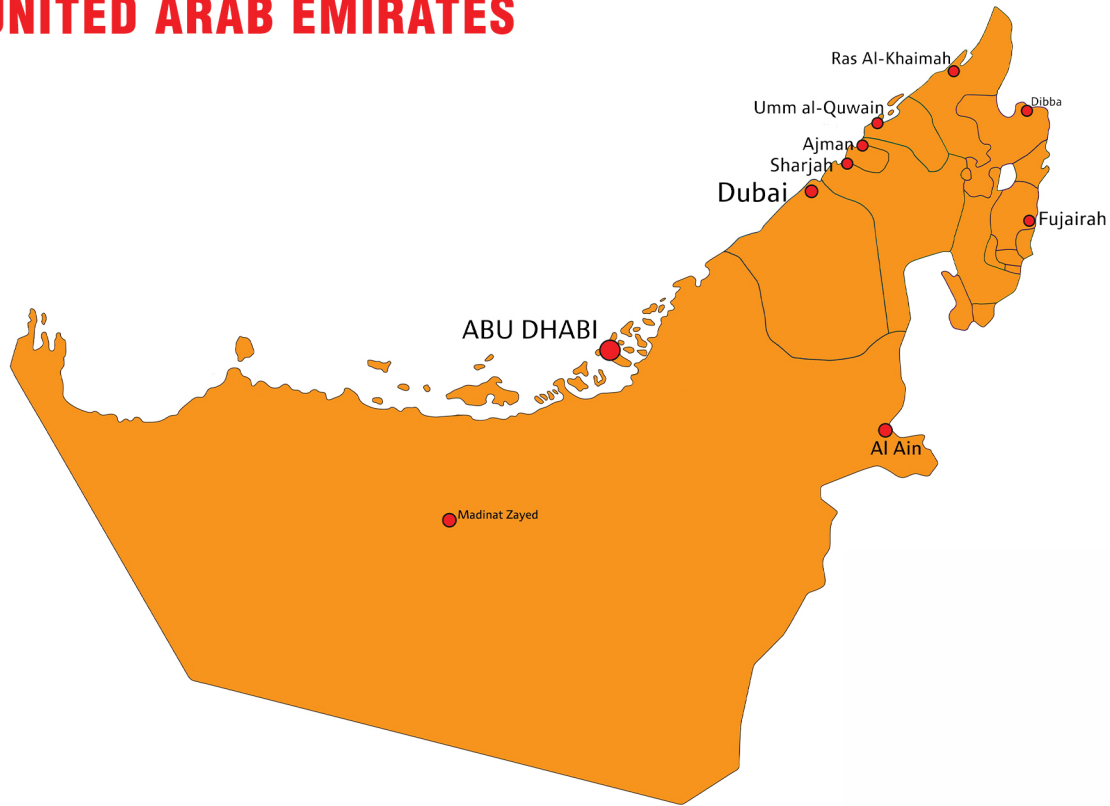 UNITED ARAB EMIRATES
Ras Al-Khaimah
Dibba
Umm al-Quwain
Ajman
Sharjah
Dubai
Fujairah
ABU DHABI
Al Ain
Madinat Zayed